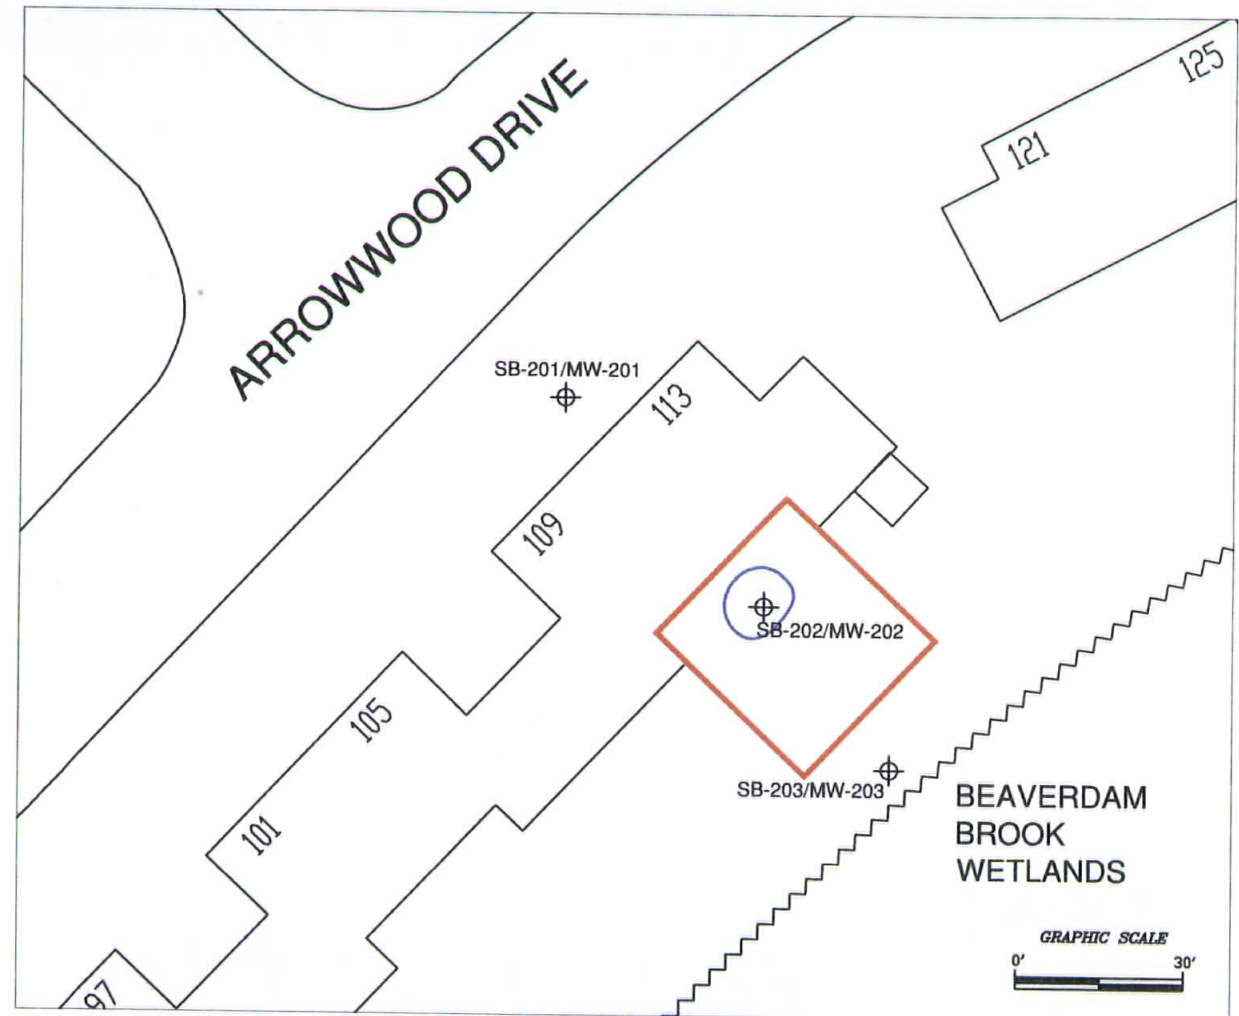 125
121
ARROWWOOD DRIVE
SB-201/MW-201
113
109
SB-202/MW-202
105
SB-203/MW-203
BEAVERDAM
BROOK
WETLANDS
101
GRAPHIC SCALE
0' 30'
97